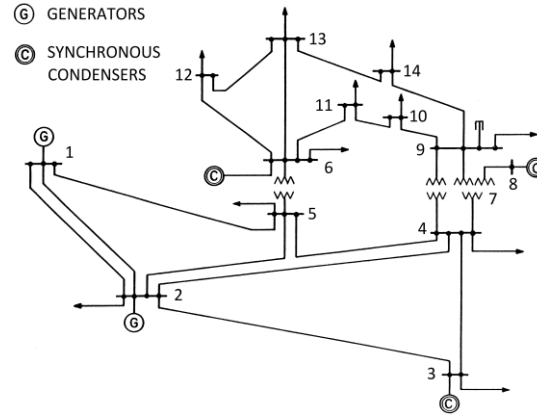 G GENERATORS
C SYNCHRONOUS
CONDENSERS
13
14
12
11
10
9
G
1
C
6
8
C
7
5
4
2
G
3
C